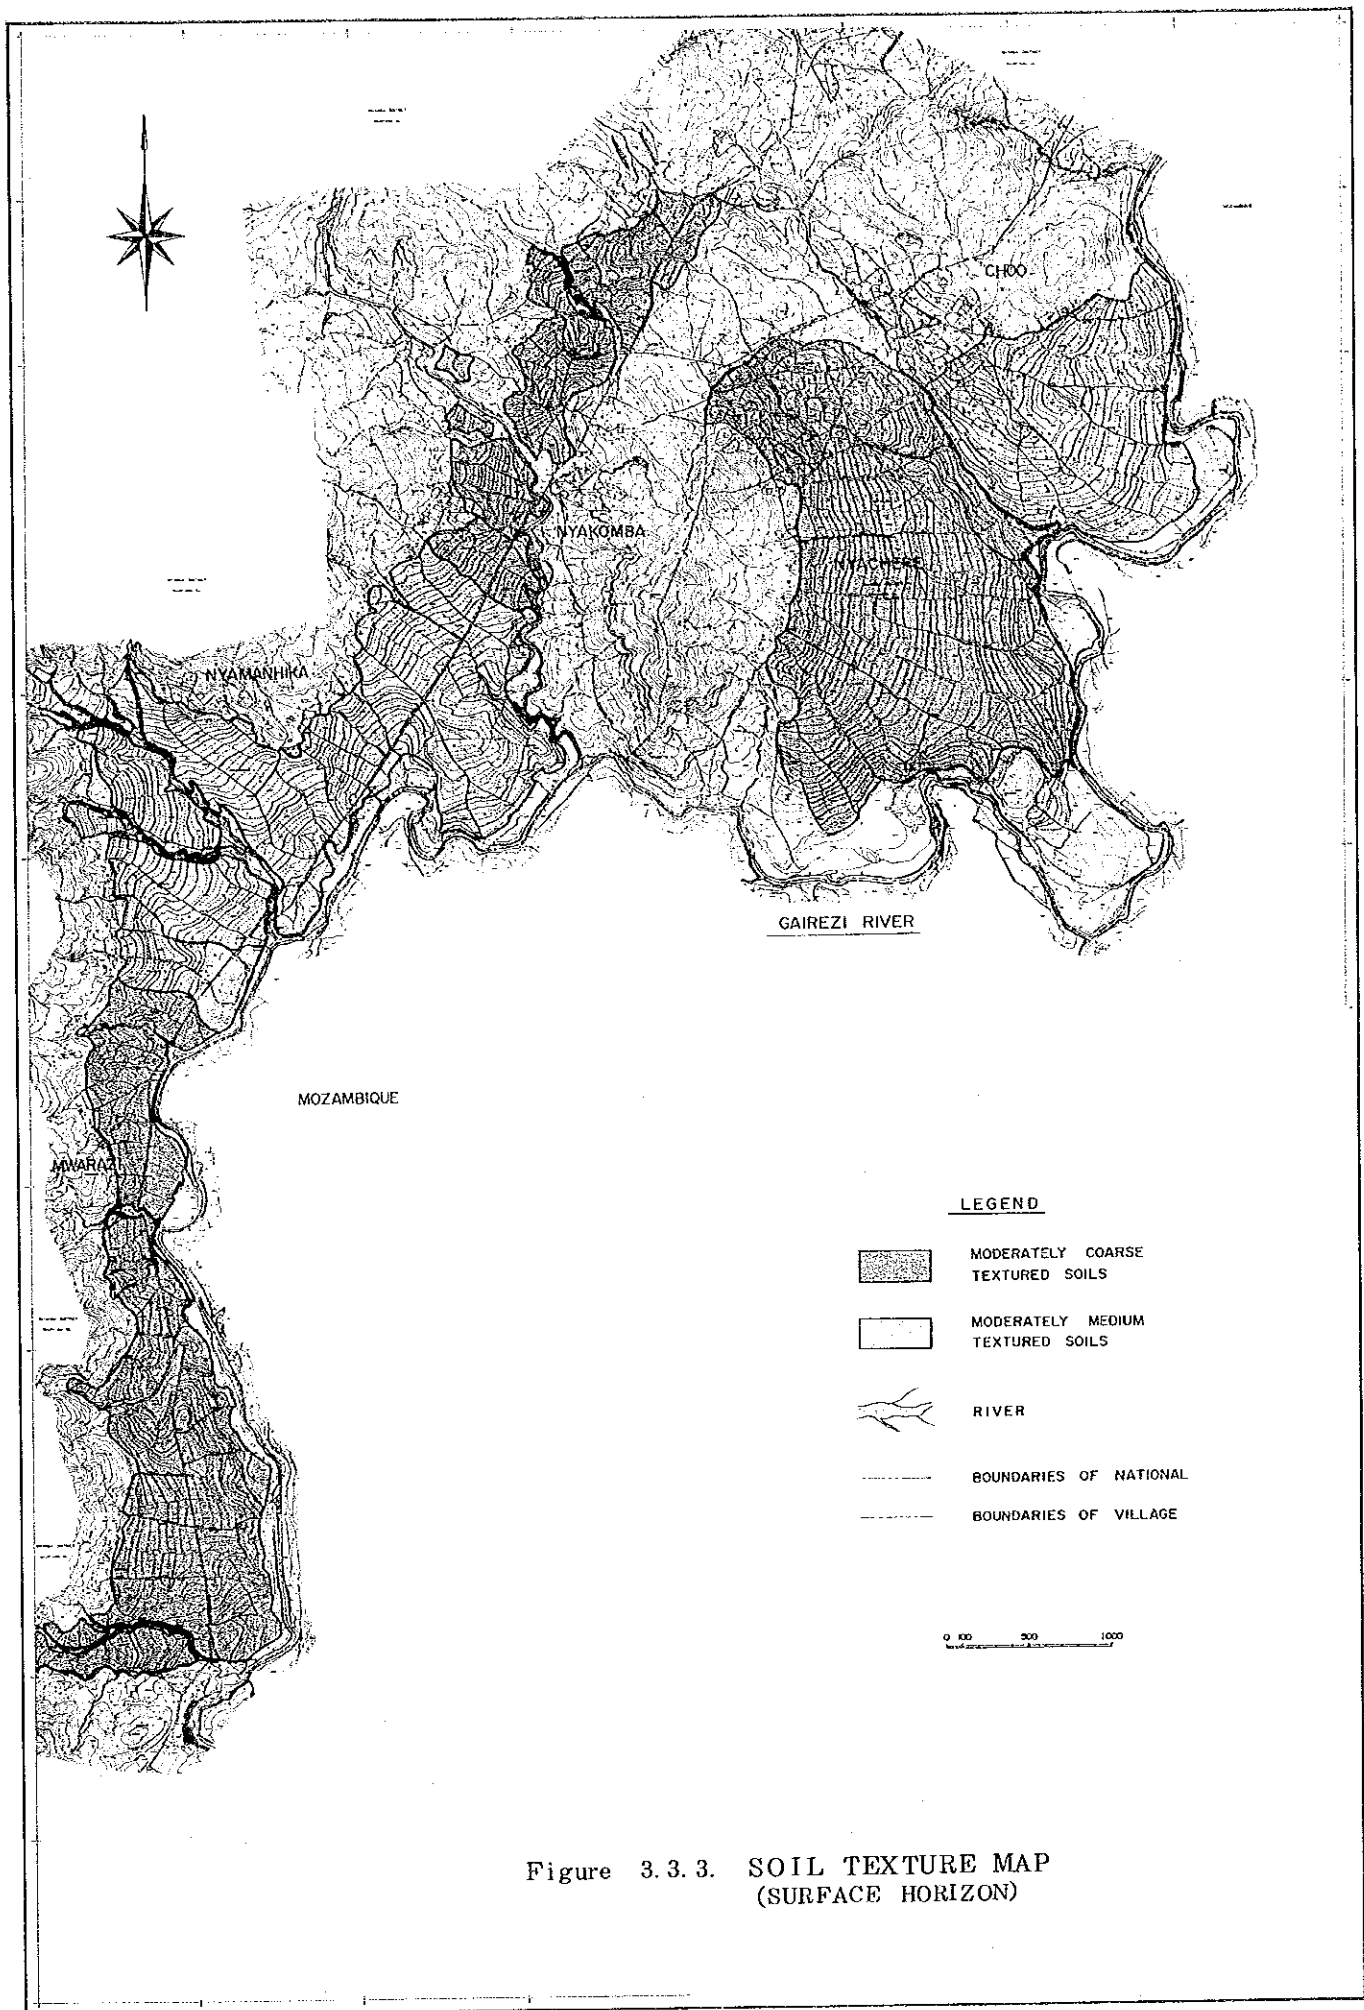 CHOO
NYAKOMBA
NYACHERE
NYAMANHIKA
GAIREZI RIVER
MOZAMBIQUE
MWARAZI
LEGEND
MODERATELY COARSE
TEXTURED SOILS
MODERATELY MEDIUM
TEXTURED SOILS
RIVER
BOUNDARIES OF NATIONAL
BOUNDARIES OF VILLAGE
0 100 500 1000
Figure 3.3.3. SOIL TEXTURE MAP
(SURFACE HORIZON)